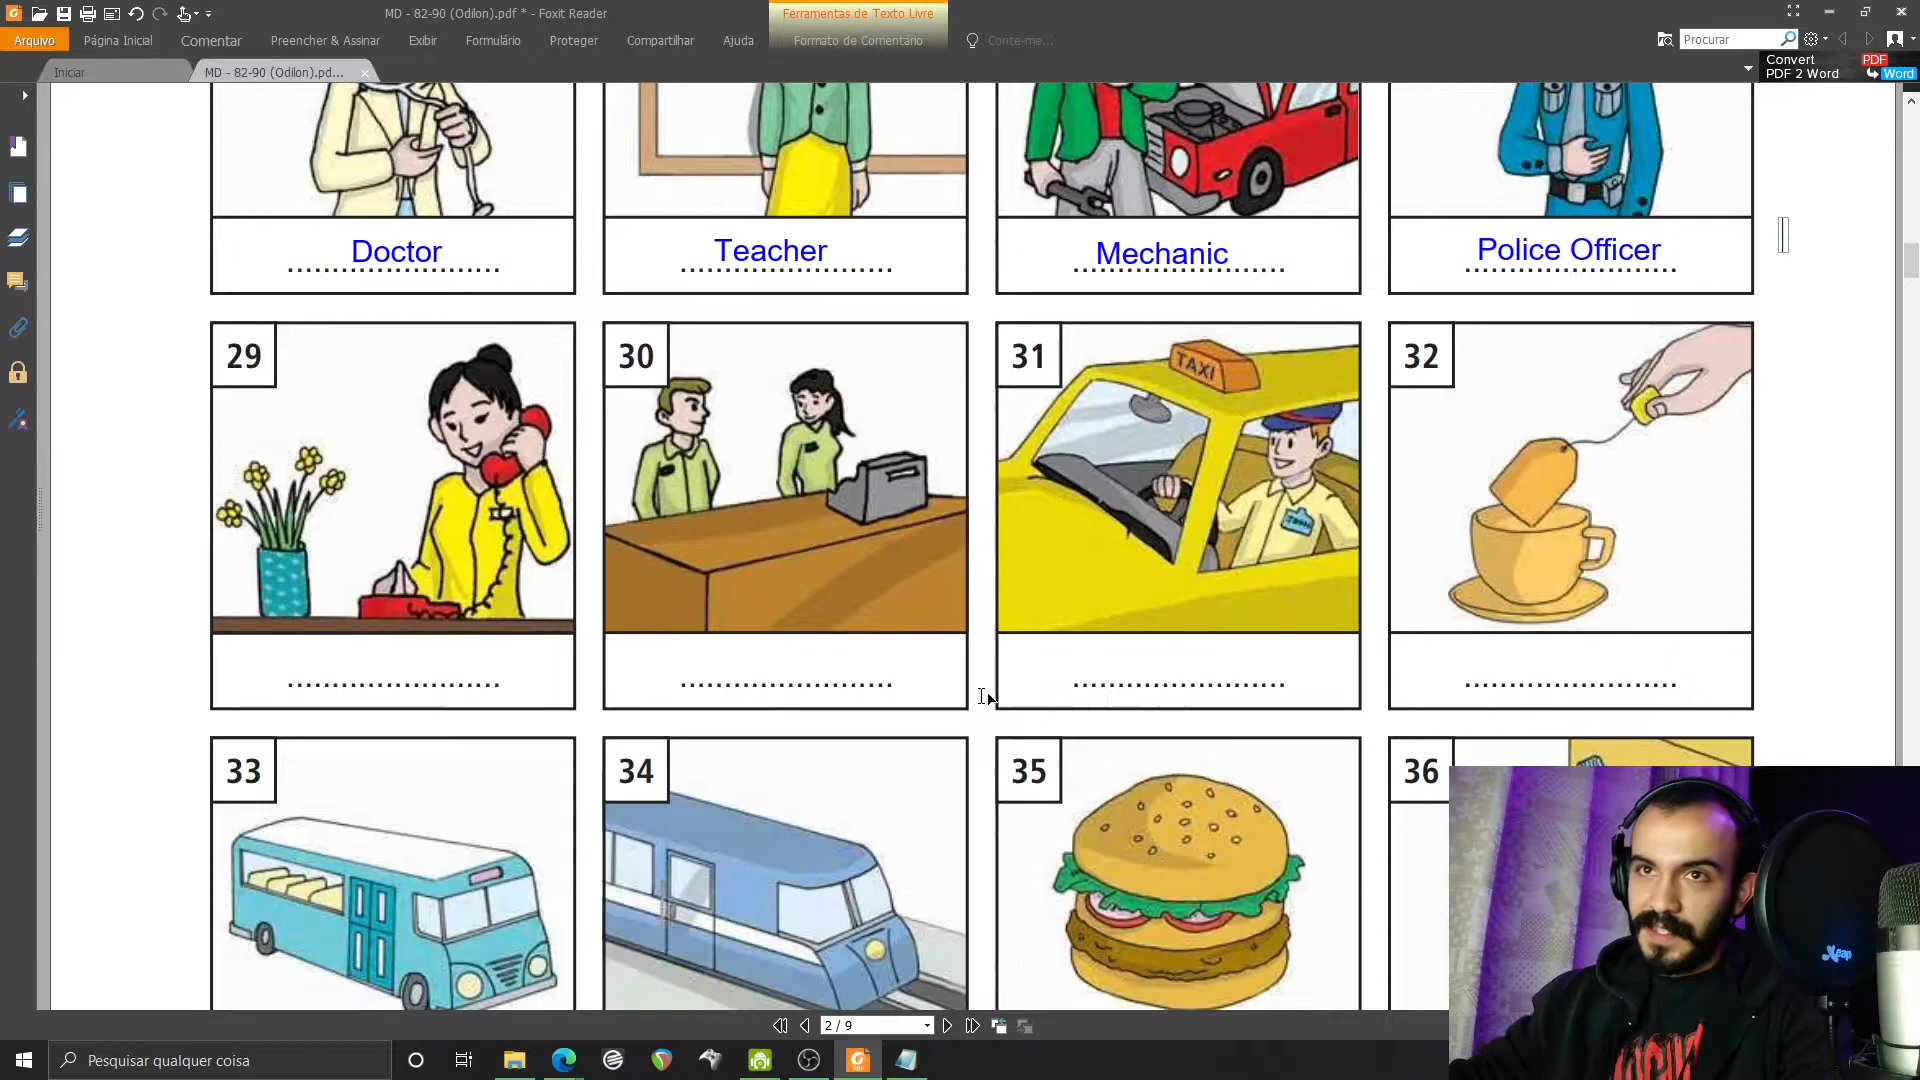 MD - 82-90 (Odilon).pdf * - Foxit Reader
Ferramentas de Texto Livre
Arquivo
Página Inicial
Comentar
Preencher & Assinar
Exibir
Formulário
Proteger
Compartilhar
Ajuda
Formato de Comentário
Conte-me...
Procurar
Iniciar
MD - 82-90 (Odilon).pd...
Convert
PDF 2 Word
PDF
Word
Doctor
Teacher
Mechanic
Police Officer
29
30
31
32
TAXI
33
34
35
36
2 / 9
Pesquisar qualquer coisa